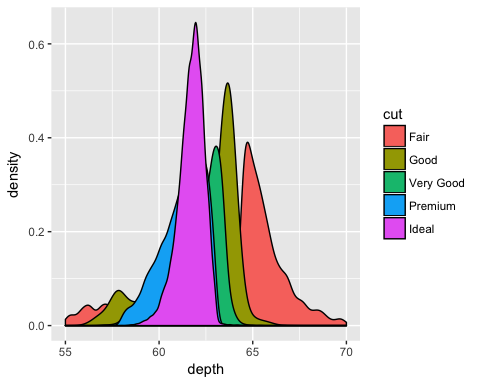 0.6
0.4
0.2
0.0
density
55
60
65
70
depth
cut
Fair
Good
Very Good
Premium
Ideal